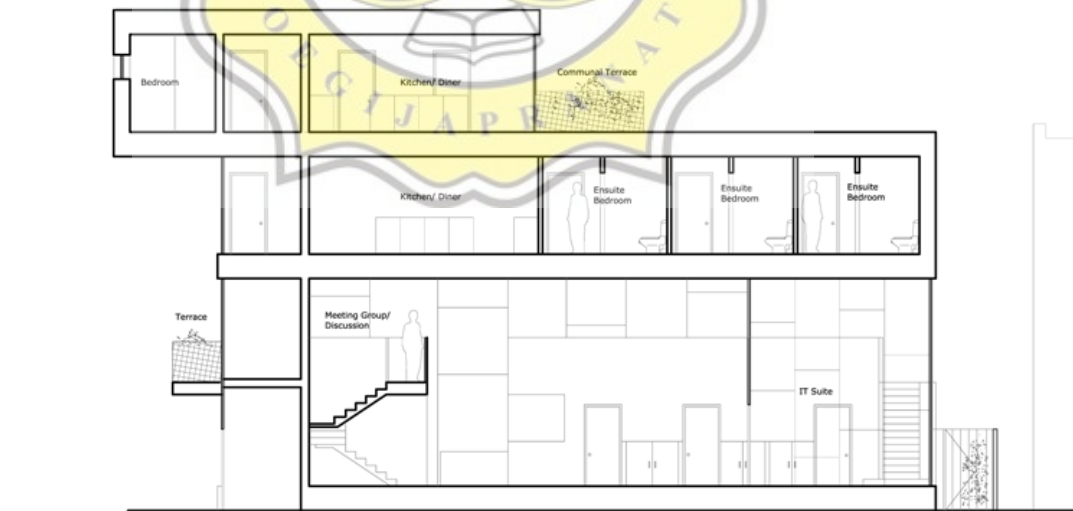 Bedroom
Kitchen/ Diner
Communal Terrace
OEGIJAPRANAT
Kitchen/ Diner
Ensuite
Bedroom
Ensuite
Bedroom
Ensuite
Bedroom
Terrace
Meeting Group/
Discussion
IT Suite